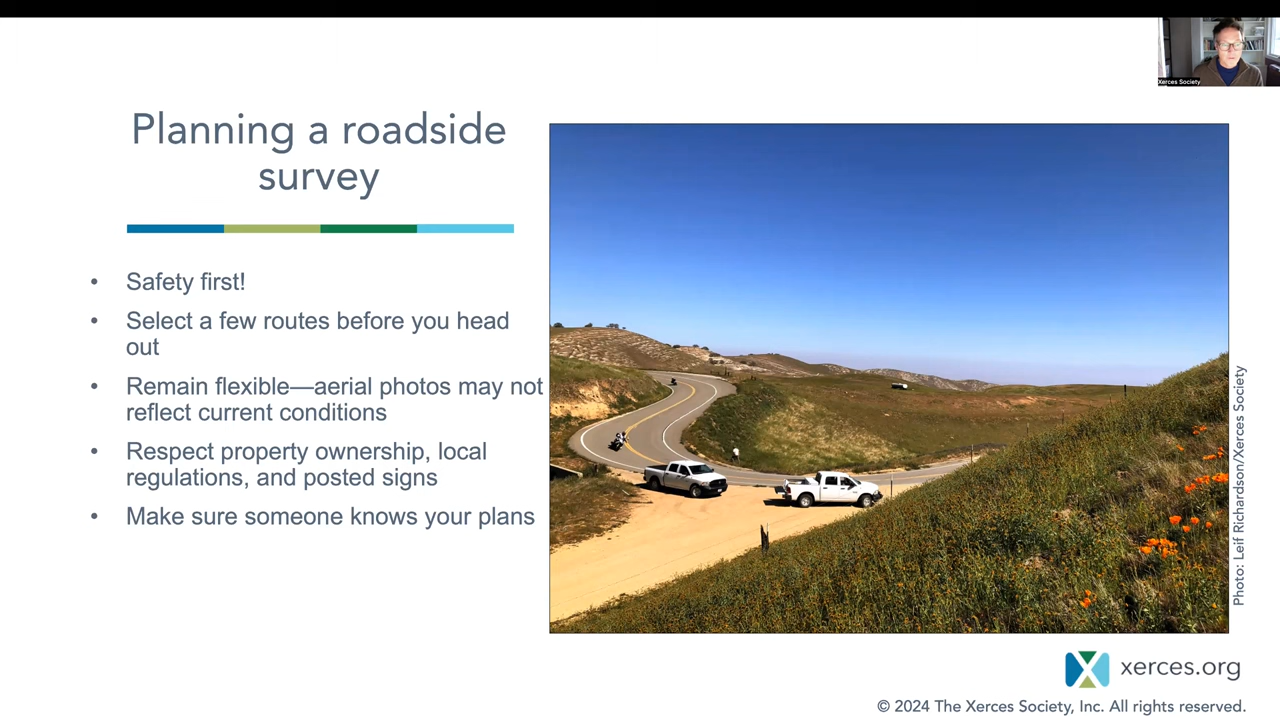 Xerces Society
Planning a roadside
survey
• Safety first!
• Select a few routes before you head
out
• Remain flexible—aerial photos may not
reflect current conditions
• Respect property ownership, local
regulations, and posted signs
• Make sure someone knows your plans
Photo: Leif Richardson/Xerces Society
xerces.org
© 2024 The Xerces Society, Inc. All rights reserved.